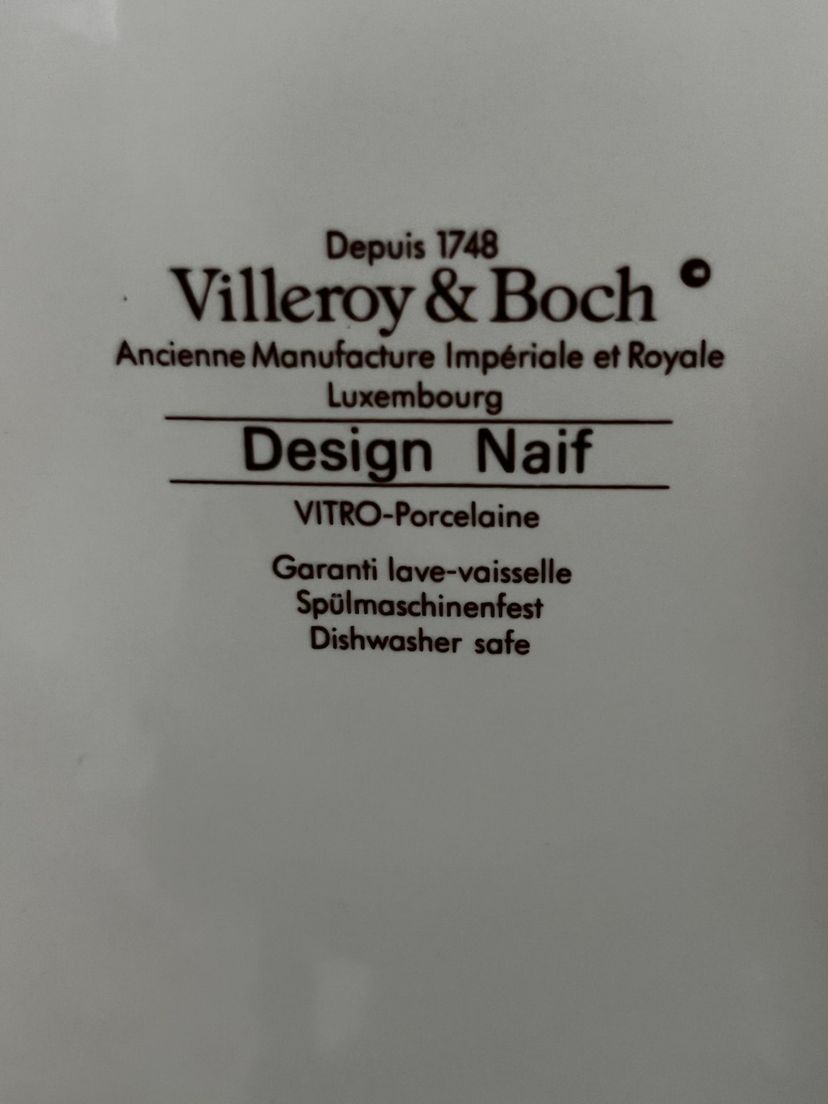 Depuis 1748
Villeroy & Boch ©
Ancienne Manufacture Impériale et Royale
Luxembourg
Design Naif
VITRO-Porcelaine
Garanti lave-vaisselle
Spülmaschinenfest
Dishwasher safe